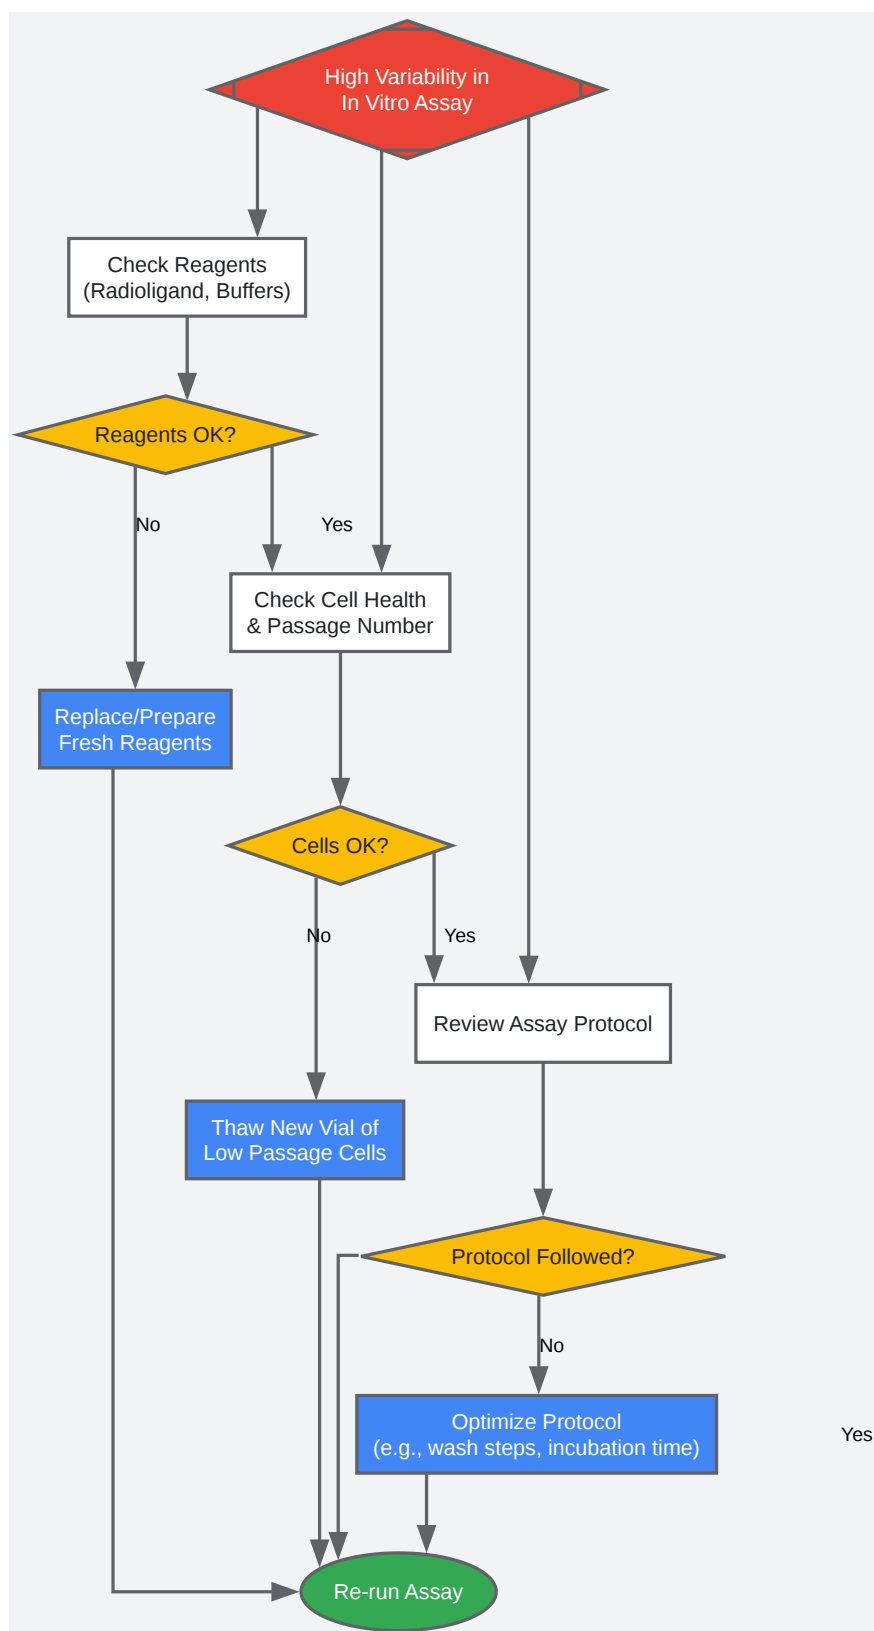 High Variability in
In Vitro Assay
Check Reagents
(Radioligand, Buffers)
Reagents OK?
No
Yes
Check Cell Health
& Passage Number
Replace/Prepare
Fresh Reagents
Cells OK?
No
Yes
Review Assay Protocol
Thaw New Vial of
Low Passage Cells
Protocol Followed?
No
Optimize Protocol
(e.g., wash steps, incubation time)
Yes
Re-run Assay